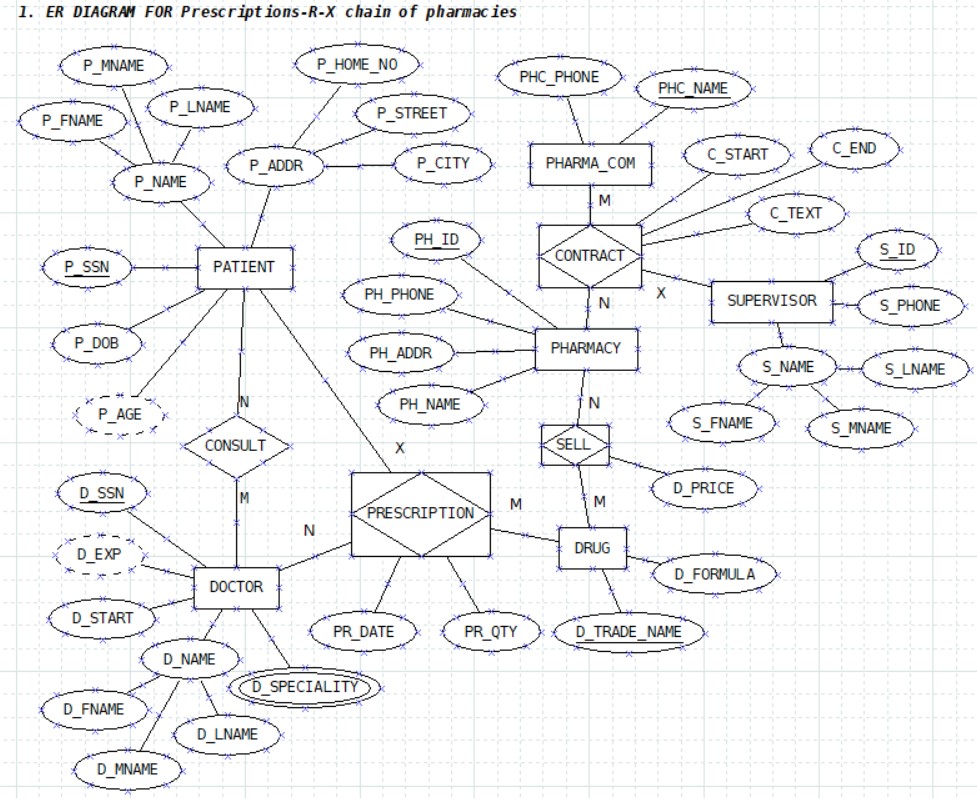 1. ER DIAGRAM FOR Prescriptions-R-X chain of pharmacies
P_MNAME
P_HOME_NO
P_FNAME
P_LNAME
P_STREET
P_NAME
P_ADDR
P_CITY
PHC_PHONE
PHC_NAME
PHARMA_COM
C_START
C_END
M
C_TEXT
CONTRACT
PH_ID
S_ID
P_SSN
PATIENT
PH_PHONE
N
X
SUPERVISOR
S_PHONE
P_DOB
PH_ADDR
PHARMACY
S_NAME
S_LNAME
P_AGE
N
PH_NAME
N
S_FNAME
S_MNAME
CONSULT
X
SELL
D_SSN
M
PRESCRIPTION
M
M
D_PRICE
D_EXP
N
DRUG
DOCTOR
D_FORMULA
D_START
PR_DATE
PR_QTY
D_TRADE_NAME
D_NAME
D_SPECIALITY
D_FNAME
D_LNAME
D_MNAME